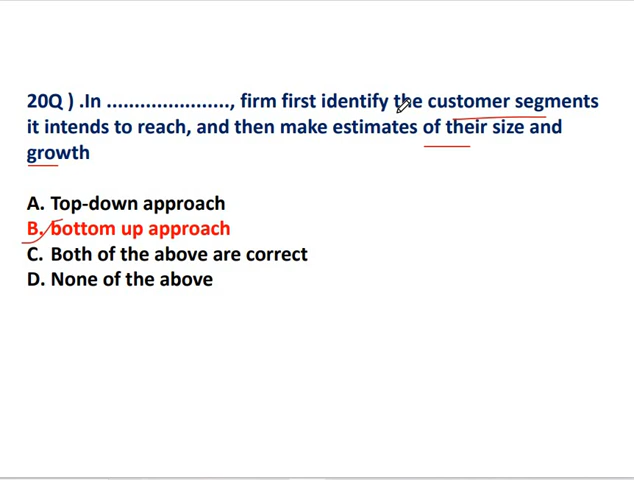 20Q ) .In ......................., firm first identify the customer segments
it intends to reach, and then make estimates of their size and
growth
A. Top-down approach
B. bottom up approach
C. Both of the above are correct
D. None of the above